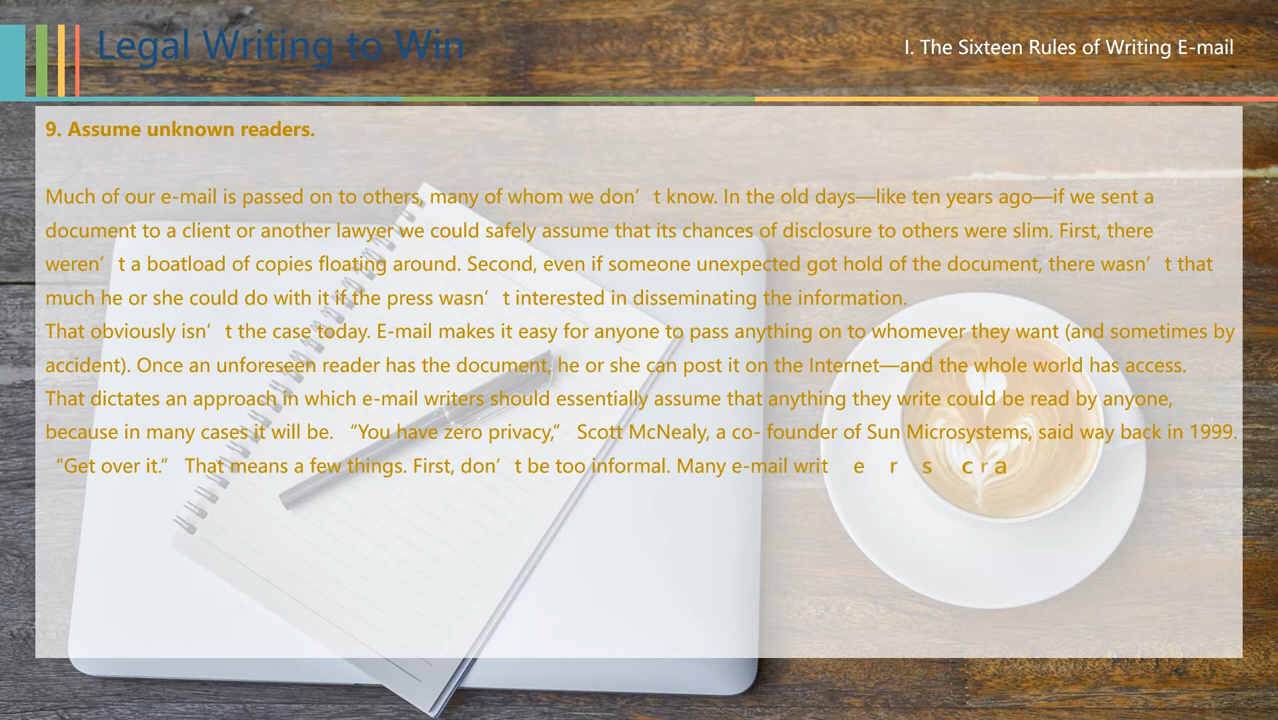 Legal Writing to Win
I. The Sixteen Rules of Writing E-mail
9. Assume unknown readers.
Much of our e-mail is passed on to others, many of whom we don’t know. In the old days—like ten years ago—if we sent a
document to a client or another lawyer we could safely assume that its chances of disclosure to others were slim. First, there
weren’t a boatload of copies floating around. Second, even if someone unexpected got hold of the document, there wasn’t that
much he or she could do with it if the press wasn’t interested in disseminating the information.
That obviously isn’t the case today. E-mail makes it easy for anyone to pass anything on to whomever they want (and sometimes by
accident). Once an unforeseen reader has the document, he or she can post it on the Internet—and the whole world has access.
That dictates an approach in which e-mail writers should essentially assume that anything they write could be read by anyone,
because in many cases it will be. “You have zero privacy,” Scott McNealy, a co- founder of Sun Microsystems, said way back in 1999.
“Get over it.” That means a few things. First, don’t be too informal. Many e-mail writ e r s c r a